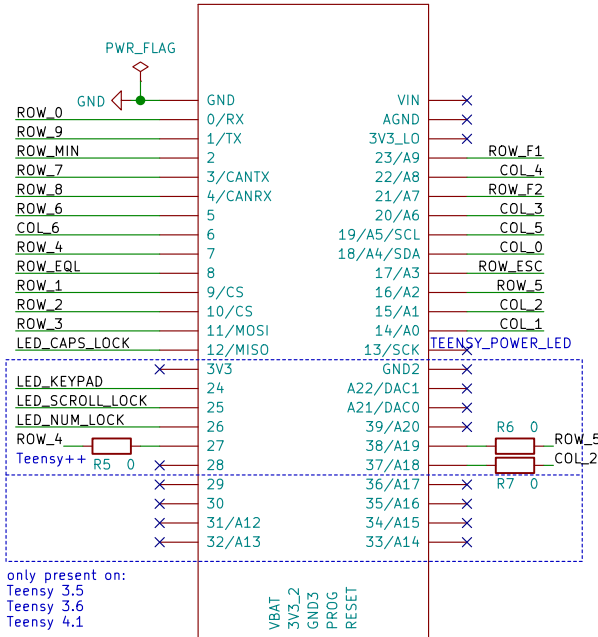 PWR_FLAG
GND
ROW_0
ROW_9
ROW_MIN
ROW_7
ROW_8
ROW_6
COL_6
ROW_4
ROW_EQL
ROW_1
ROW_2
ROW_3
LED_CAPS_LOCK
LED_KEYPAD
LED_SCROLL_LOCK
LED_NUM_LOCK
ROW_4
Teensy++
R5 0
GND
0/RX
1/TX
2
3/CANTX
4/CANRX
5
6
7
8
9/CS
10/CS
11/MOSI
12/MISO
3V3
24
25
26
27
28
29
30
31/A12
32/A13
VIN
AGND
3V3_LO
23/A9
22/A8
21/A7
20/A6
19/A5/SCL
18/A4/SDA
17/A3
16/A2
15/A1
14/A0
13/SCK
GND2
A22/DAC1
A21/DAC0
39/A20
38/A19
37/A18
36/A17
35/A16
34/A15
33/A14
ROW_F1
COL_4
ROW_F2
COL_3
COL_5
COL_0
ROW_ESC
ROW_5
COL_2
COL_1
TEENSY_POWER_LED
R6 0
ROW_5
COL_2
R7 0
VBAT
3V3_2
GND3
PROG
RESET
only present on:
Teensy 3.5
Teensy 3.6
Teensy 4.1